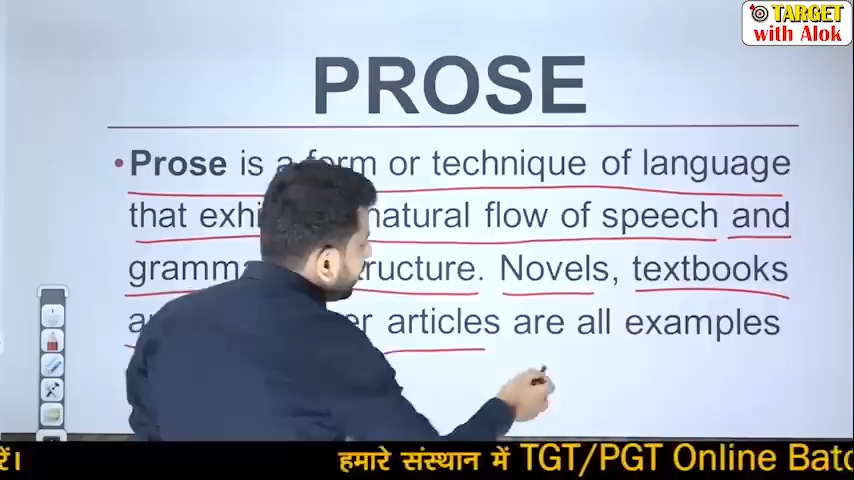 TARGET
with Alok
PROSE
•Prose is a form or technique of language
that exhi natural flow of speech and
gramma tructure. Novels, textbooks
er articles are all examples
रें। हमारे संस्थान में TGT/PGT Online Batc